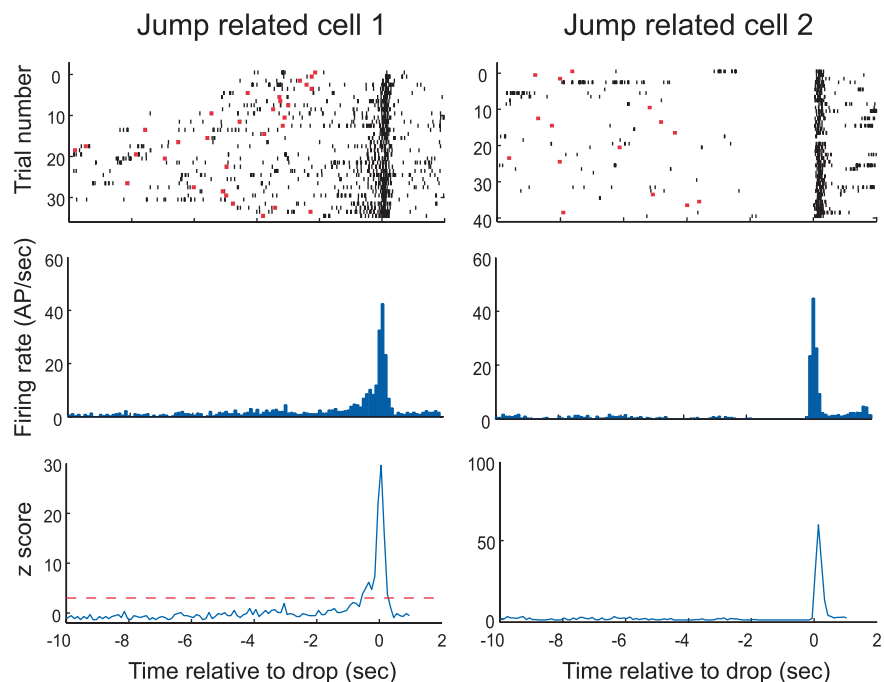 Jump related cell 1
Jump related cell 2
Trial number
0
10
20
30
0
10
20
30
40
Firing rate (AP/sec)
60
40
20
0
60
40
20
0
z score
30
20
10
0
100
50
0
-10 -8 -6 -4 -2 0 2
-10 -8 -6 -4 -2 0 2
Time relative to drop (sec)
Time relative to drop (sec)